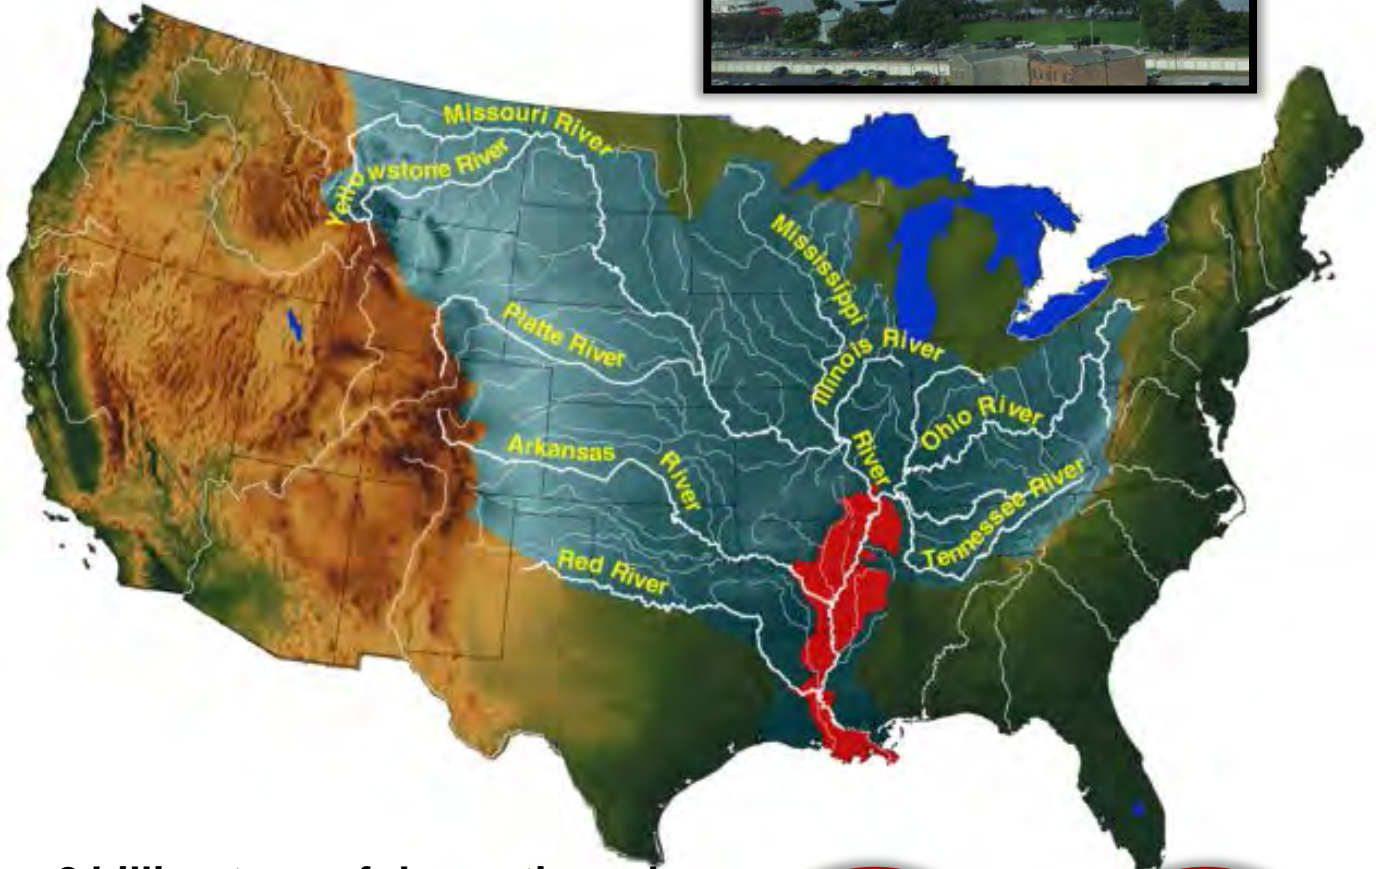 Missouri River
Yellowstone River
Mississippi
River
Platte River
Illinois River
Ohio River
Arkansas
River
Tennessee River
Red River